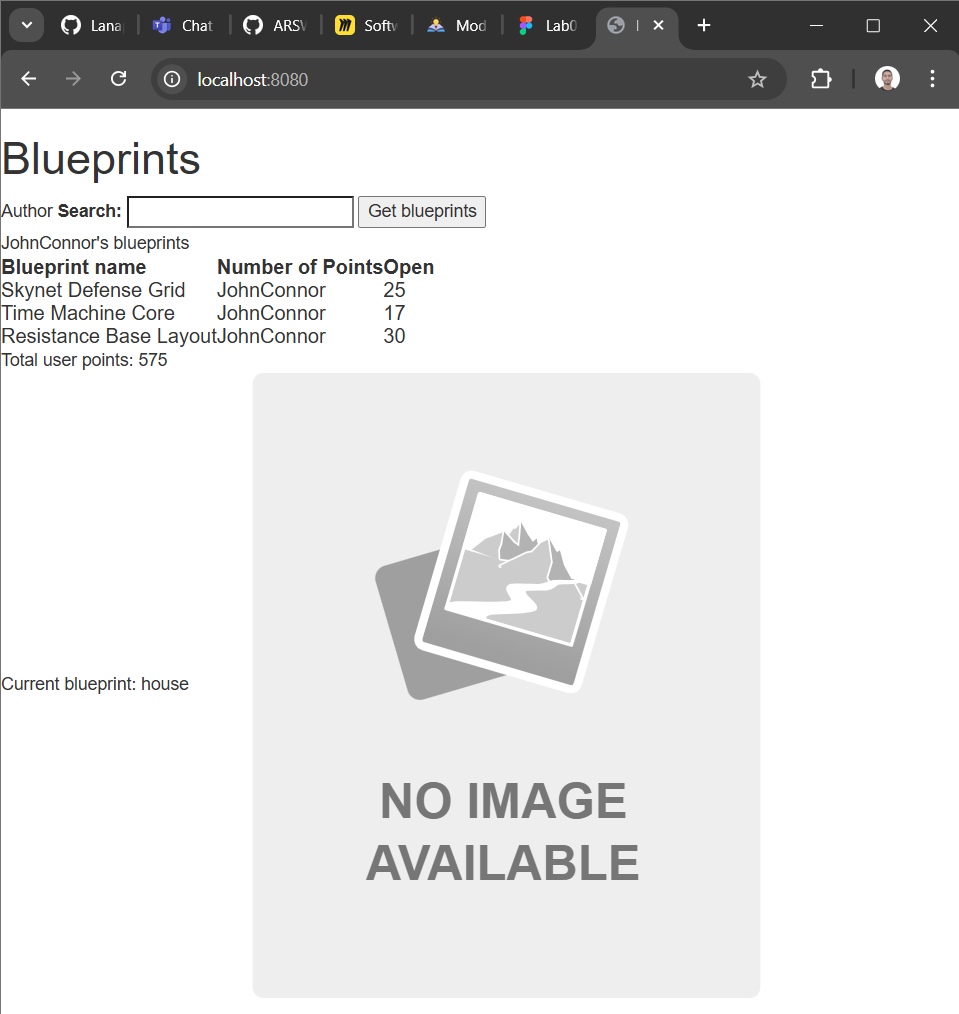 Lana
Chat
ARSW
Softw
Mod
Lab0
localhost:8080
Blueprints
Author Search: Get blueprints
JohnConnor's blueprints
Blueprint name Number of Points Open
Skynet Defense Grid JohnConnor 25
Time Machine Core JohnConnor 17
Resistance Base Layout JohnConnor 30
Total user points: 575
Current blueprint: house
NO IMAGE
AVAILABLE